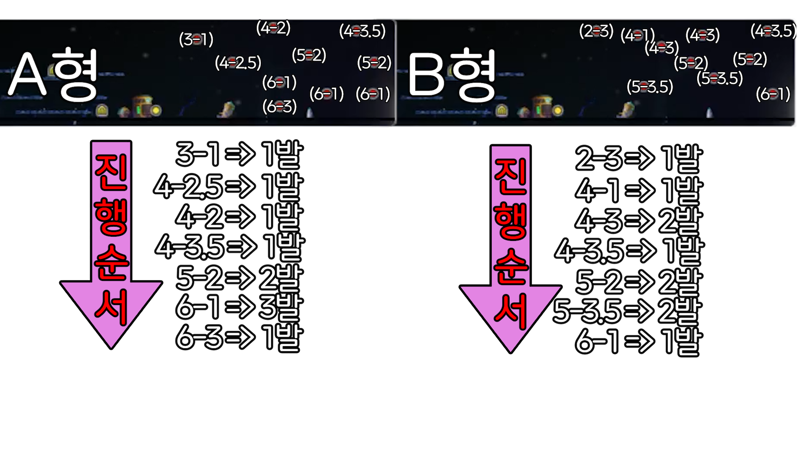 A형
(3-1)
(4-2)
(4-3.5)
(4-2.5)
(5-2)
(5-2)
(6-1)
(6-1)
(6-1)
(6-3)
진행순서
3-1 => 1발
4-2.5 => 1발
4-2 => 1발
4-3.5 => 1발
5-2 => 2발
6-1 => 3발
6-3 => 1발
B형
(2-3)
(4-1)
(4-3)
(4-3)
(4-3.5)
(5-2)
(5-2)
(5-3.5)
(5-3.5)
(6-1)
진행순서
2-3 => 1발
4-1 => 1발
4-3 => 2발
4-3.5 => 1발
5-2 => 2발
5-3.5 => 2발
6-1 => 1발